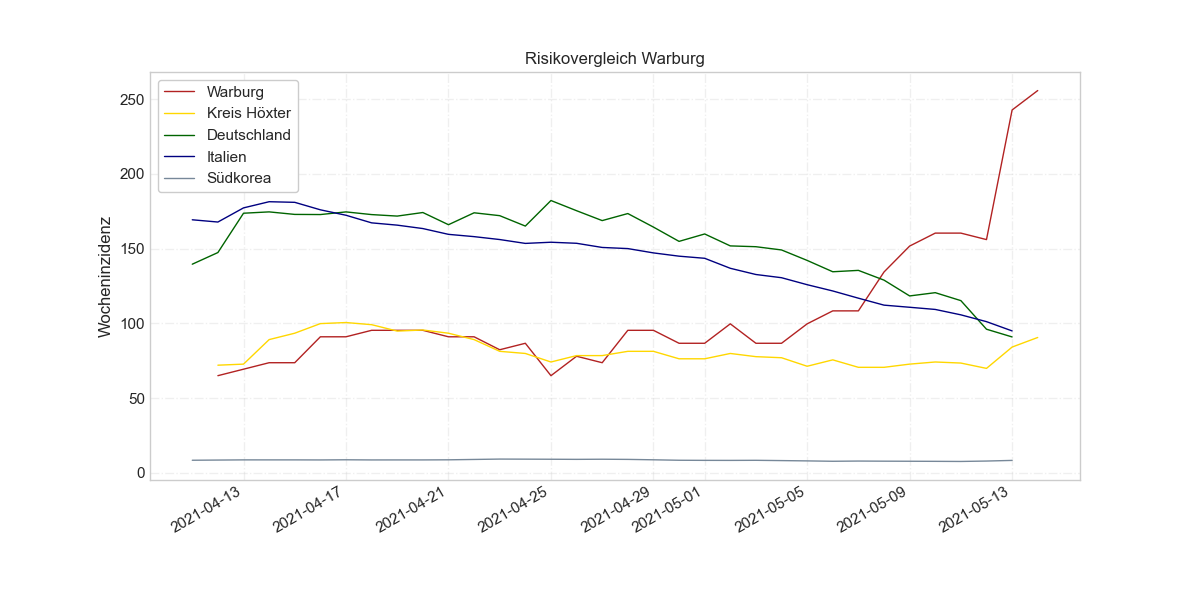 Risikovergleich Warburg
Wocheninzidenz
250
200
150
100
50
0
Warburg
Kreis Höxter
Deutschland
Italien
Südkorea
2021-04-13
2021-04-17
2021-04-21
2021-04-25
2021-04-29
2021-05-01
2021-05-05
2021-05-09
2021-05-13